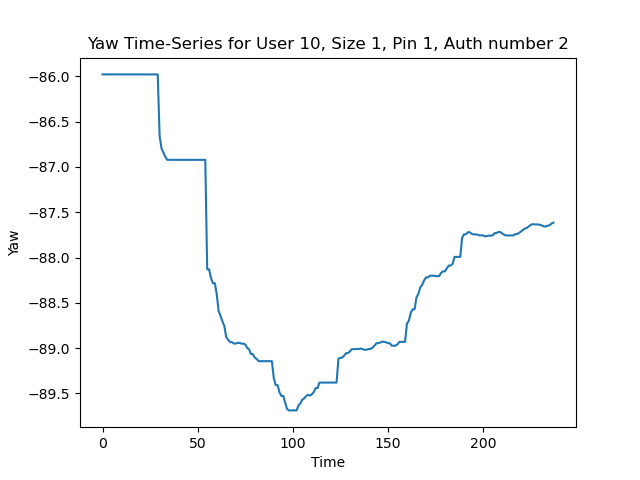 Yaw Time-Series for User 10, Size 1, Pin 1, Auth number 2
−86.0
−86.5
−87.0
−87.5
−88.0
−88.5
−89.0
−89.5
Yaw
0 50 100 150 200
Time